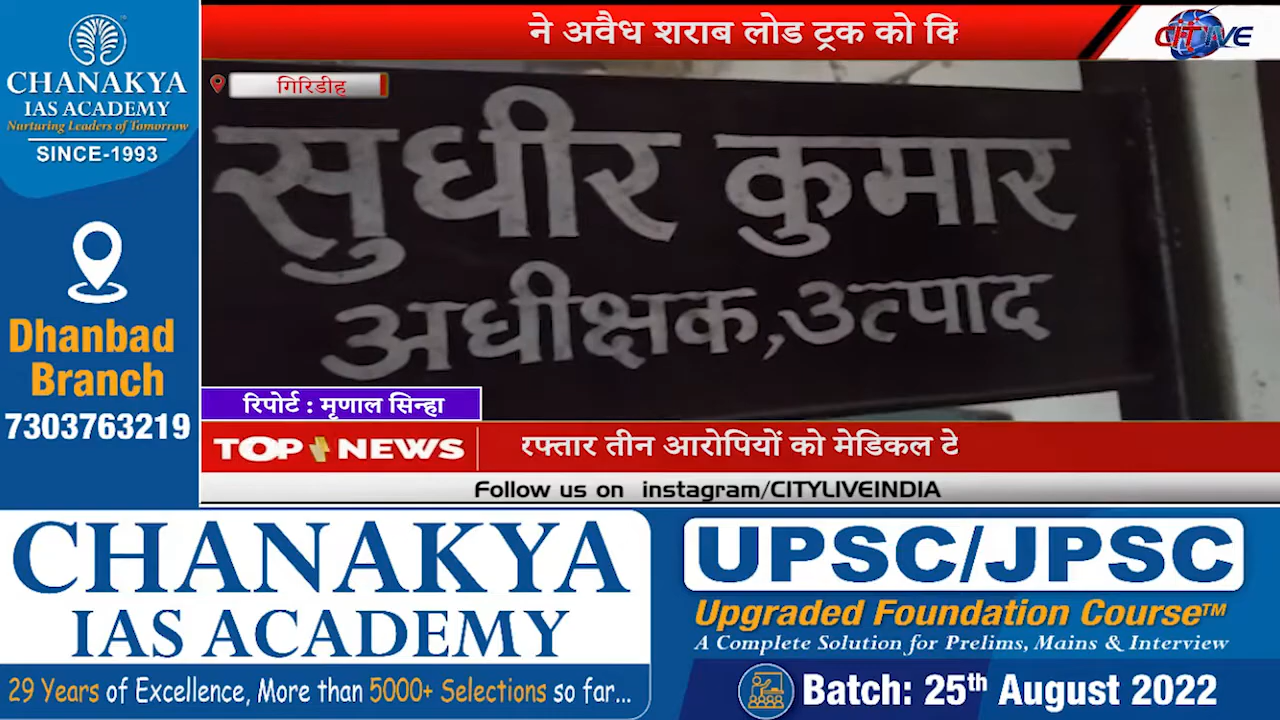 CHANAKYA
IAS ACADEMY
Nurturing Leaders of Tomorrow
SINCE-1993
Dhanbad
Branch
7303763219
ने अवैध शराब लोड ट्रक को कि
गिरिडीह
सुधीर कुमार
अधीक्षक,उत्पाद
रिपोर्ट : मृणाल सिन्हा
TOP NEWS
रफ्तार तीन आरोपियों को मेडिकल टे
Follow us on instagram/CITYLIVEINDIA
CHANAKYA
IAS ACADEMY
29 Years of Excellence, More than 5000+ Selections so far...
UPSC/JPSC
Upgraded Foundation Course™
A Complete Solution for Prelims, Mains & Interview
Batch: 25th August 2022